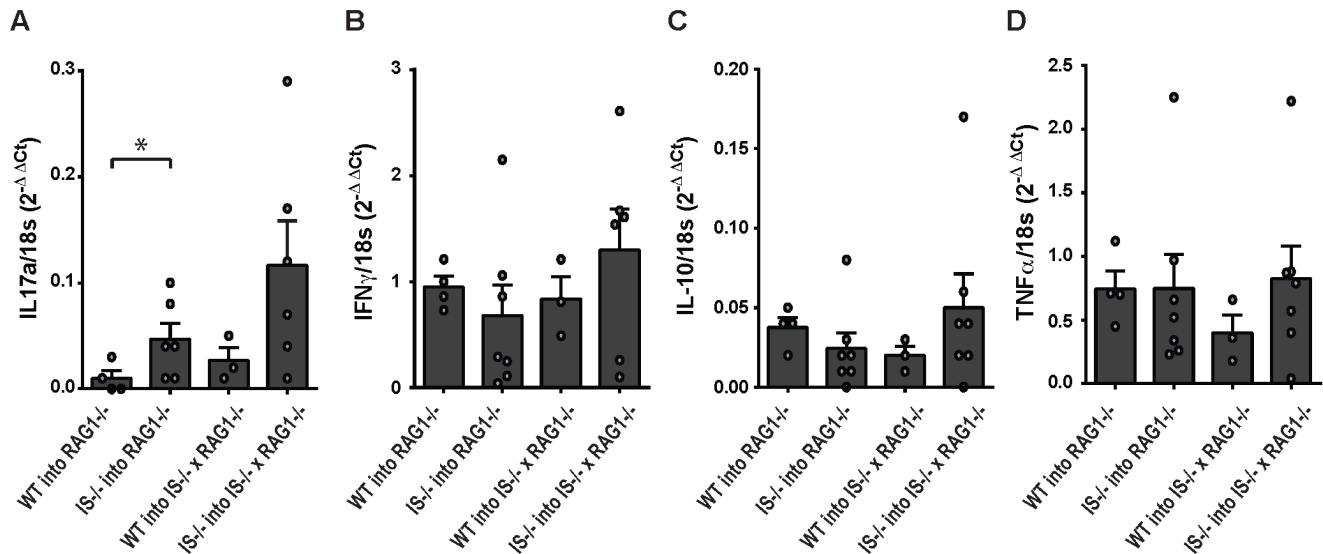 A
IL17a/18s (2-Δ ΔCt)
0.3
0.2
0.1
0.0
*
WT into RAG1-/-
IS-/- into RAG1-/-
WT into IS-/- x RAG1-/-
IS-/- into IS-/- x RAG1-/-
B
IFNγ/18s (2-Δ ΔCt)
3
2
1
0
WT into RAG1-/-
IS-/- into RAG1-/-
WT into IS-/- x RAG1-/-
IS-/- into IS-/- x RAG1-/-
C
IL-10/18s (2-Δ ΔCt)
0.20
0.15
0.10
0.05
0.00
WT into RAG1-/-
IS-/- into RAG1-/-
WT into IS-/- x RAG1-/-
IS-/- into IS-/- x RAG1-/-
D
TNFα/18s (2-Δ ΔCt)
2.5
2.0
1.5
1.0
0.5
0.0
WT into RAG1-/-
IS-/- into RAG1-/-
WT into IS-/- x RAG1-/-
IS-/- into IS-/- x RAG1-/-